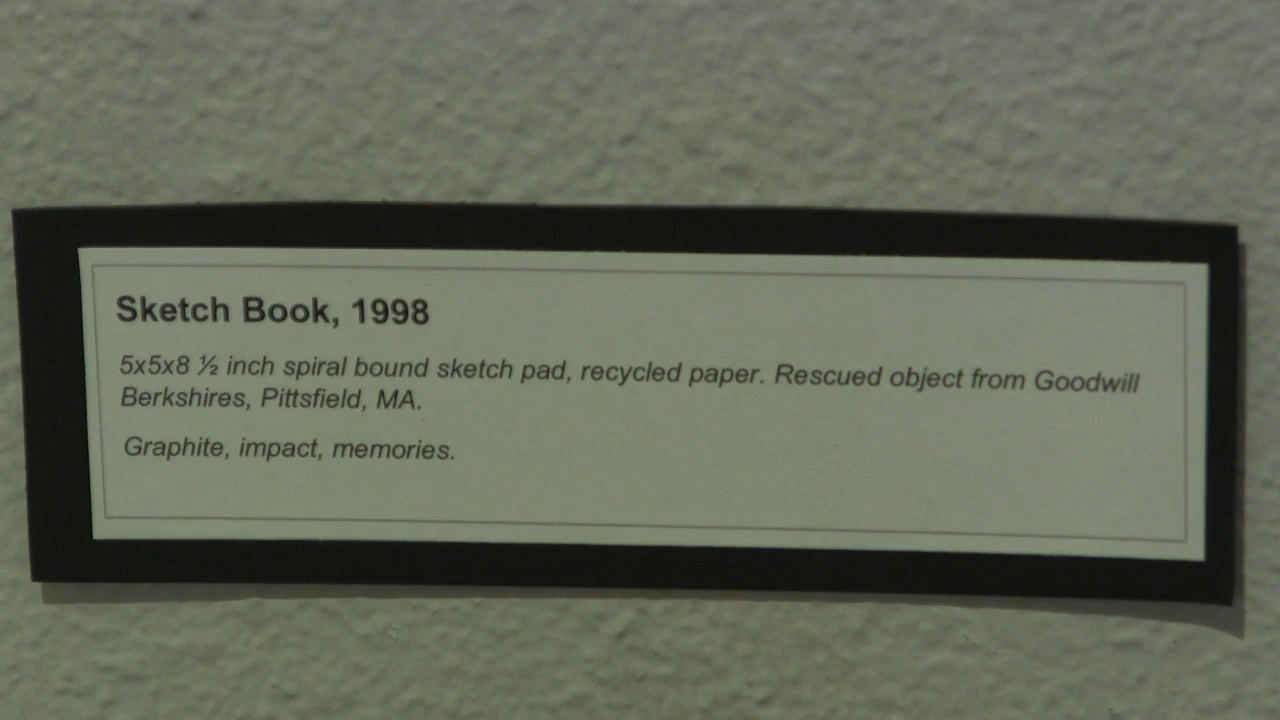 Sketch Book, 1998
5x5x8 ½ inch spiral bound sketch pad, recycled paper. Rescued object from Goodwill
Berkshires, Pittsfield, MA.
Graphite, impact, memories.